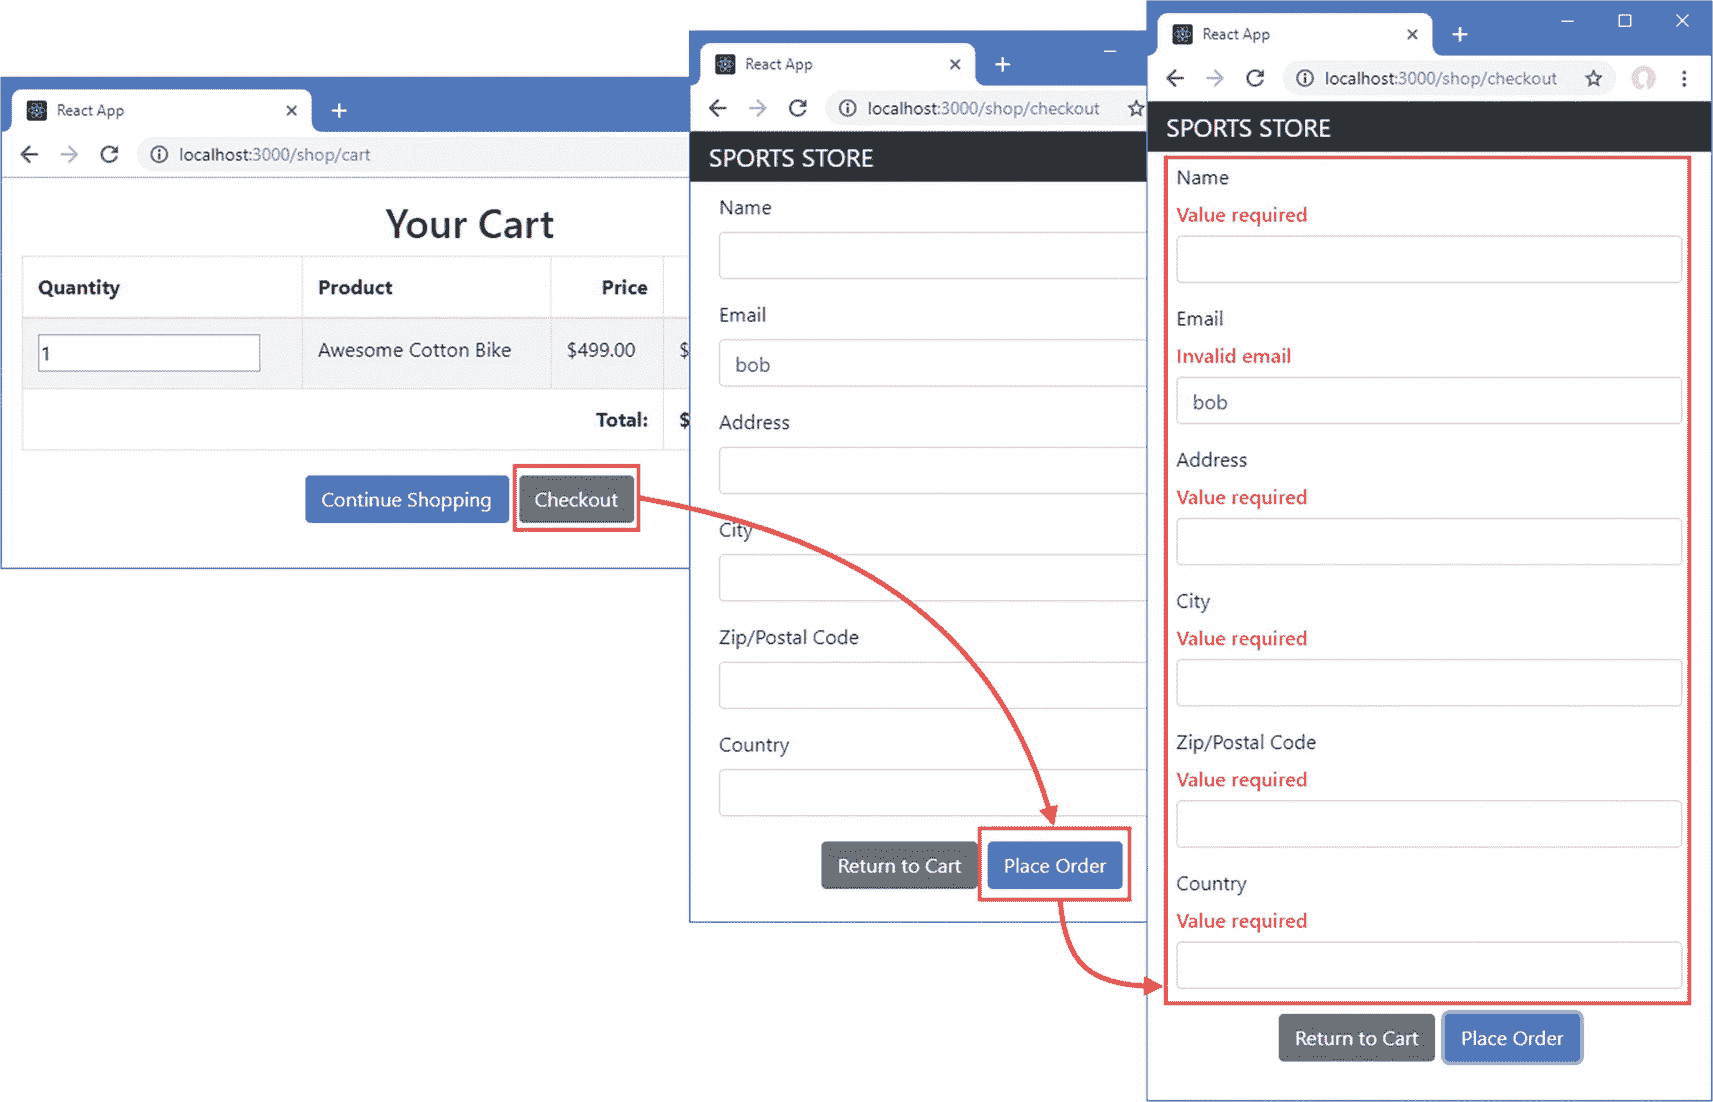 React App
localhost:3000/shop/cart
Your Cart
Quantity Product Price
1 Awesome Cotton Bike $499.00 $
Total: $
Continue Shopping Checkout
React App
localhost:3000/shop/checkout
SPORTS STORE
Name
Email
bob
Address
City
Zip/Postal Code
Country
Return to Cart Place Order
React App
localhost:3000/shop/checkout
SPORTS STORE
Name
Value required
Email
Invalid email
bob
Address
Value required
City
Value required
Zip/Postal Code
Value required
Country
Value required
Return to Cart Place Order